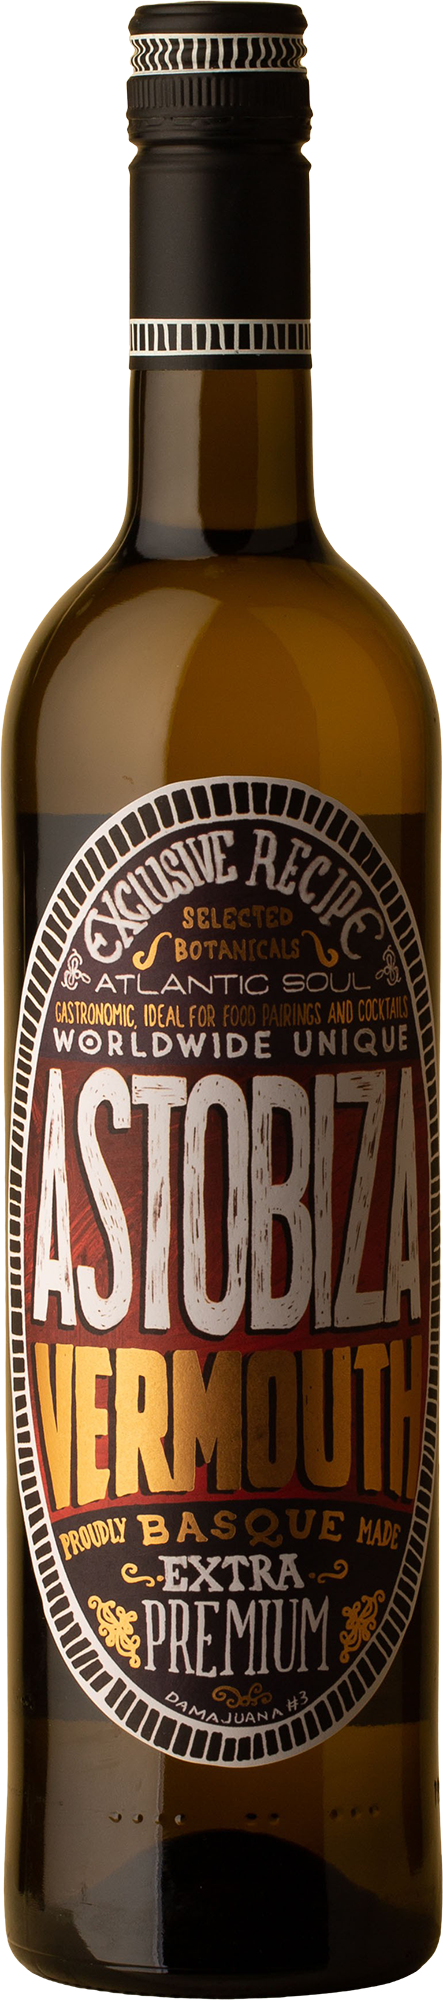 EXCLUSIVE RECIPE
SELECTED
BOTANICALS
ATLANTIC SOUL
GASTRONOMIC, IDEAL FOR FOOD PAIRINGS AND COCKTAILS
WORLDWIDE UNIQUE
ASTOBIZA
VERMOUTH
PROUDLY BASQUE MADE
EXTRA
PREMIUM
DAMAJUANA #3